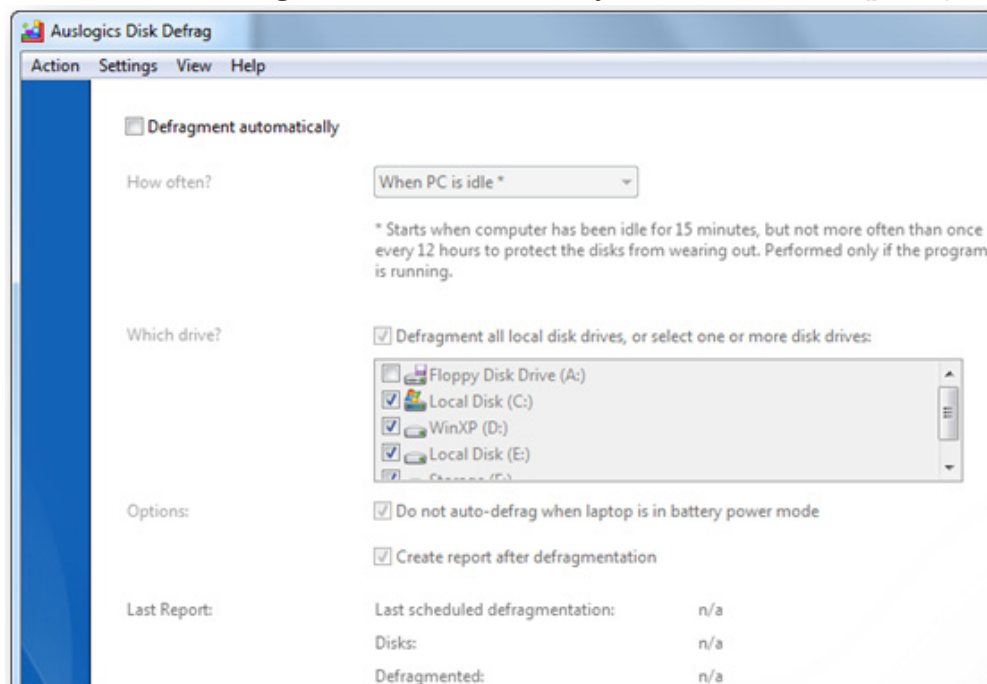 Auslogics Disk Defrag
Action Settings View Help
Defragment automatically
How often? When PC is idle *
* Starts when computer has been idle for 15 minutes, but not more often than once
every 12 hours to protect the disks from wearing out. Performed only if the program
is running.
Which drive? Defragment all local disk drives, or select one or more disk drives:
Floppy Disk Drive (A:)
Local Disk (C:)
WinXP (D:)
Local Disk (E:)
Storage (F:)
Options: Do not auto-defrag when laptop is in battery power mode
Create report after defragmentation
Last Report: Last scheduled defragmentation: n/a
Disks: n/a
Defragmented: n/a